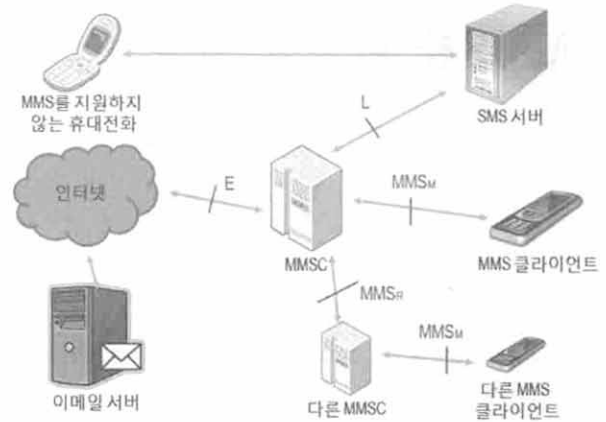 MMS를 지원하지
않는 휴대전화
SMS 서버
L
인터넷
E
MMSC
MMSM
MMS 클라이언트
MMSR
MMSM
이메일 서버
다른 MMSC
다른 MMS
클라이언트